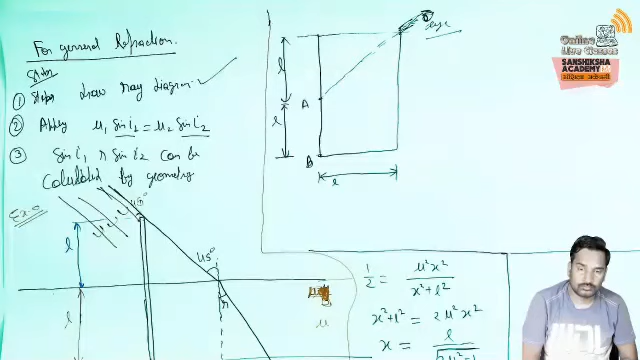 For general Refraction.
Steps
① Step draw ray diagram
② Apply μ₁ Sin i₂ = μ₂ Sin i₂
③ Sin i₁ n Sin i₂ can be
Calculated by geometry
Ex-①
45°
l
l
45°
r
μ
l
l
A
B
l
eye
1/2 = μ²x²/(x²+l²)
x²+l² = 2μ²x²
x = l
Online
Live Classes
SANSHIKSHA
ACADEMY